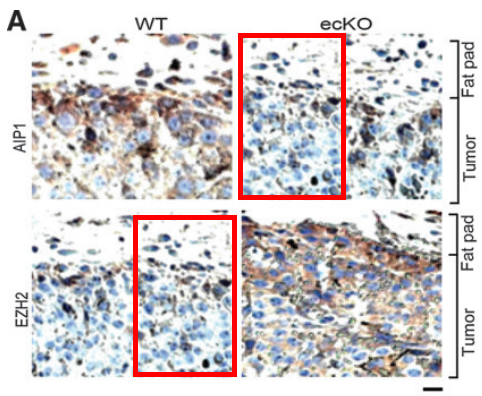 A
WT
ecKO
AIP1
Fat pad
Tumor
EZH2
Fat pad
Tumor